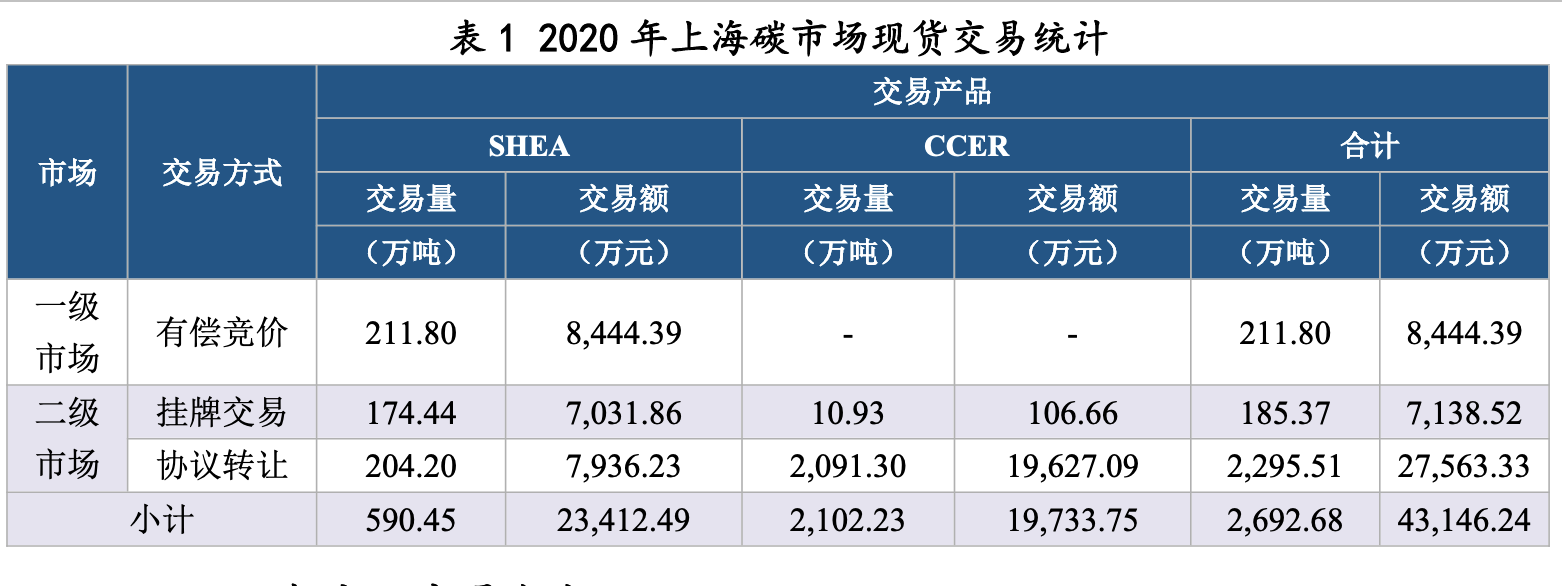 表 1 2020 年上海碳市场现货交易统计
市场 交易方式 交易产品
SHEA CCER 合计
交易量 交易额 交易量 交易额 交易量 交易额
（万吨） （万元） （万吨） （万元） （万吨） （万元）
一级市场 有偿竞价 211.80 8,444.39 - - 211.80 8,444.39
二级市场 挂牌交易 174.44 7,031.86 10.93 106.66 185.37 7,138.52
协议转让 204.20 7,936.23 2,091.30 19,627.09 2,295.51 27,563.33
小计 590.45 23,412.49 2,102.23 19,733.75 2,692.68 43,146.24